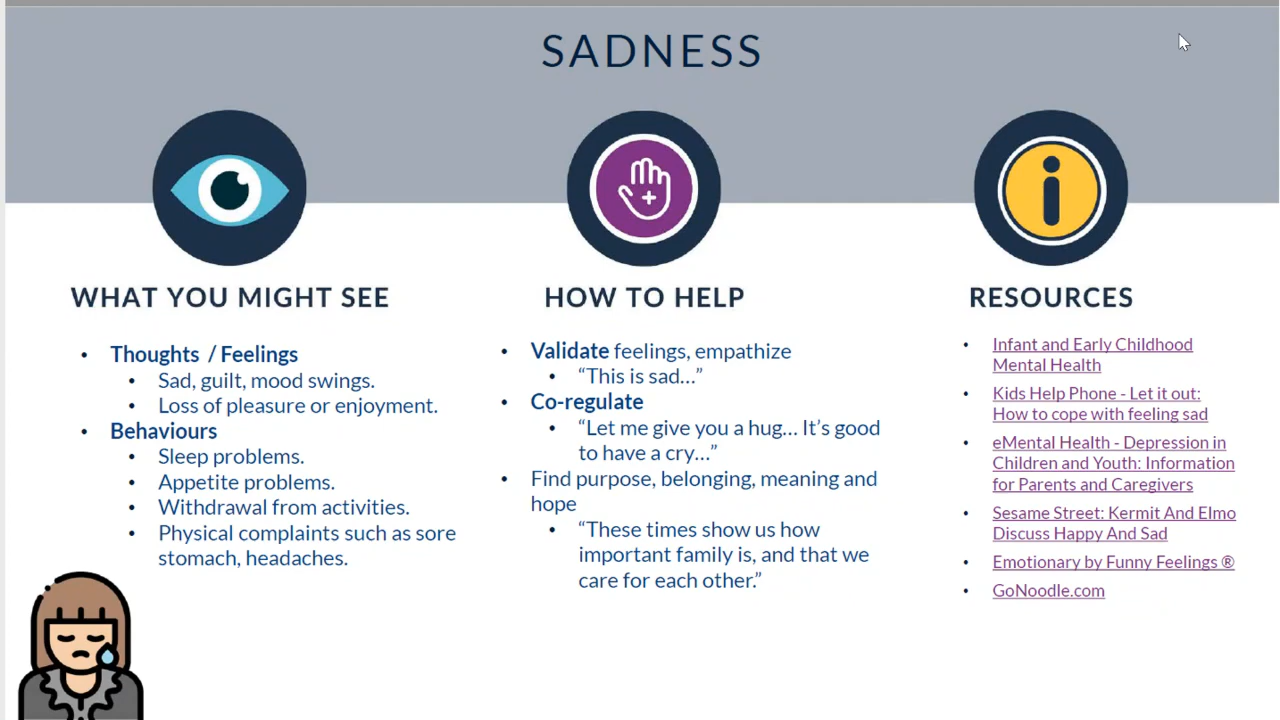 SADNESS
WHAT YOU MIGHT SEE
Thoughts / Feelings
Sad, guilt, mood swings.
Loss of pleasure or enjoyment.
Behaviours
Sleep problems.
Appetite problems.
Withdrawal from activities.
Physical complaints such as sore
stomach, headaches.
HOW TO HELP
Validate feelings, empathize
“This is sad…”
Co-regulate
“Let me give you a hug… It’s good
to have a cry…”
Find purpose, belonging, meaning and
hope
“These times show us how
important family is, and that we
care for each other.”
RESOURCES
Infant and Early Childhood
Mental Health
Kids Help Phone - Let it out:
How to cope with feeling sad
eMental Health - Depression in
Children and Youth: Information
for Parents and Caregivers
Sesame Street: Kermit And Elmo
Discuss Happy And Sad
Emotionary by Funny Feelings ®
GoNoodle.com